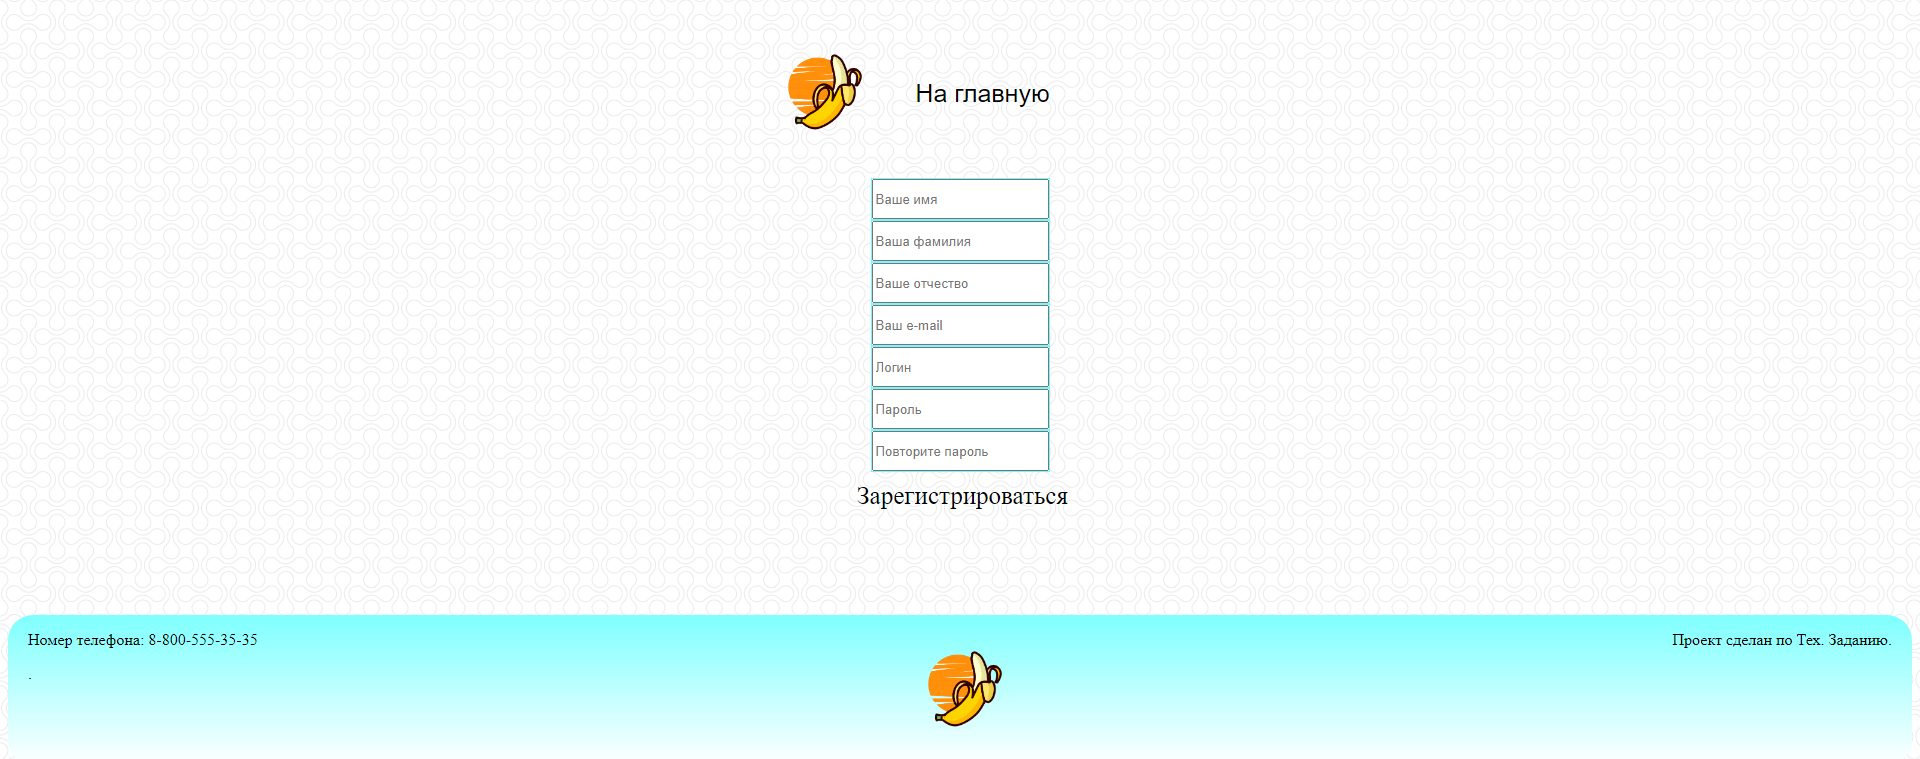 На главную
Ваше имя
Ваша фамилия
Ваше отчество
Ваш e-mail
Логин
Пароль
Повторите пароль
Зарегистрироваться
Номер телефона: 8-800-555-35-35
Проект сделан по Тех. Заданию.
.